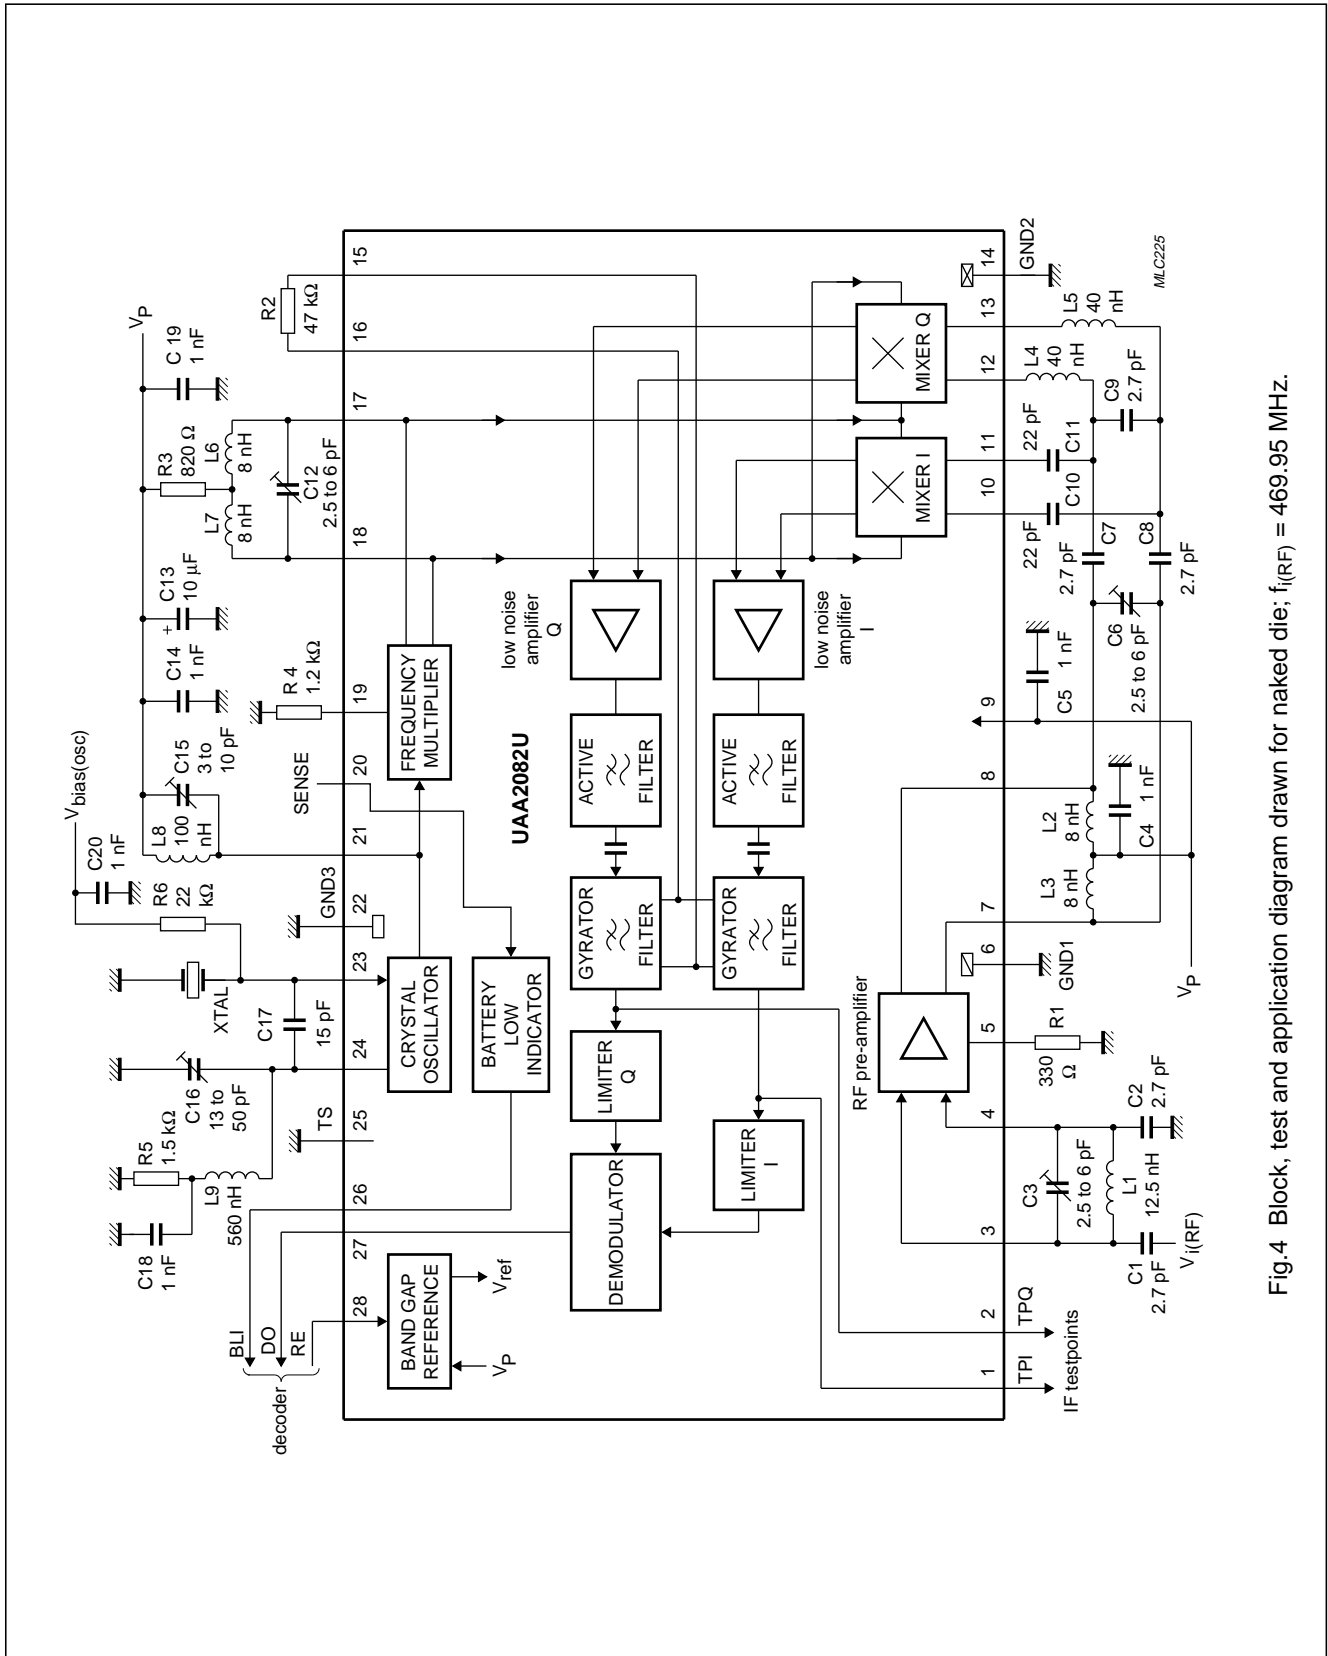 V_P
C 19
1 nF
R3
820 Ω
L6
8 nH
L7
8 nH
C12
2.5 to 6 pF
R2
47 kΩ
C13
10 µF
+
C14
1 nF
R 4
1.2 kΩ
V_bias(osc)
C15
3 to
10 pF
L8
100
nH
SENSE
C20
1 nF
R6
22
kΩ
GND3
XTAL
C17
15 pF
C16
13 to
50 pF
TS
R5
1.5 kΩ
L9
560 nH
C18
1 nF
BLI
DO
RE
decoder
28
27
26
25
24
23
22
21
20
19
18
17
16
15
BAND GAP
REFERENCE
V_P
V_ref
CRYSTAL
OSCILLATOR
BATTERY
LOW
INDICATOR
FREQUENCY
MULTIPLIER
UAA2082U
low noise
amplifier
Q
ACTIVE
FILTER
GYRATOR
FILTER
LIMITER
Q
DEMODULATOR
low noise
amplifier
I
ACTIVE
FILTER
GYRATOR
FILTER
LIMITER
I
MIXER Q
MIXER I
RF pre-amplifier
1
2
3
4
5
6
7
8
9
10
11
12
13
14
TPI
TPQ
IF testpoints
C1
2.7 pF
V_i(RF)
C3
2.5 to 6 pF
L1
12.5 nH
C2
2.7 pF
330
Ω
R1
GND1
V_P
L3
8 nH
L2
8 nH
C4
1 nF
C5
1 nF
C6
2.5 to 6 pF
22 pF
C10
2.7 pF
C7
C8
2.7 pF
22 pF
C11
L4
40
nH
C9
2.7 pF
L5
40
nH
GND2
MLC225
Fig.4 Block, test and application diagram drawn for naked die; f_i(RF) = 469.95 MHz.